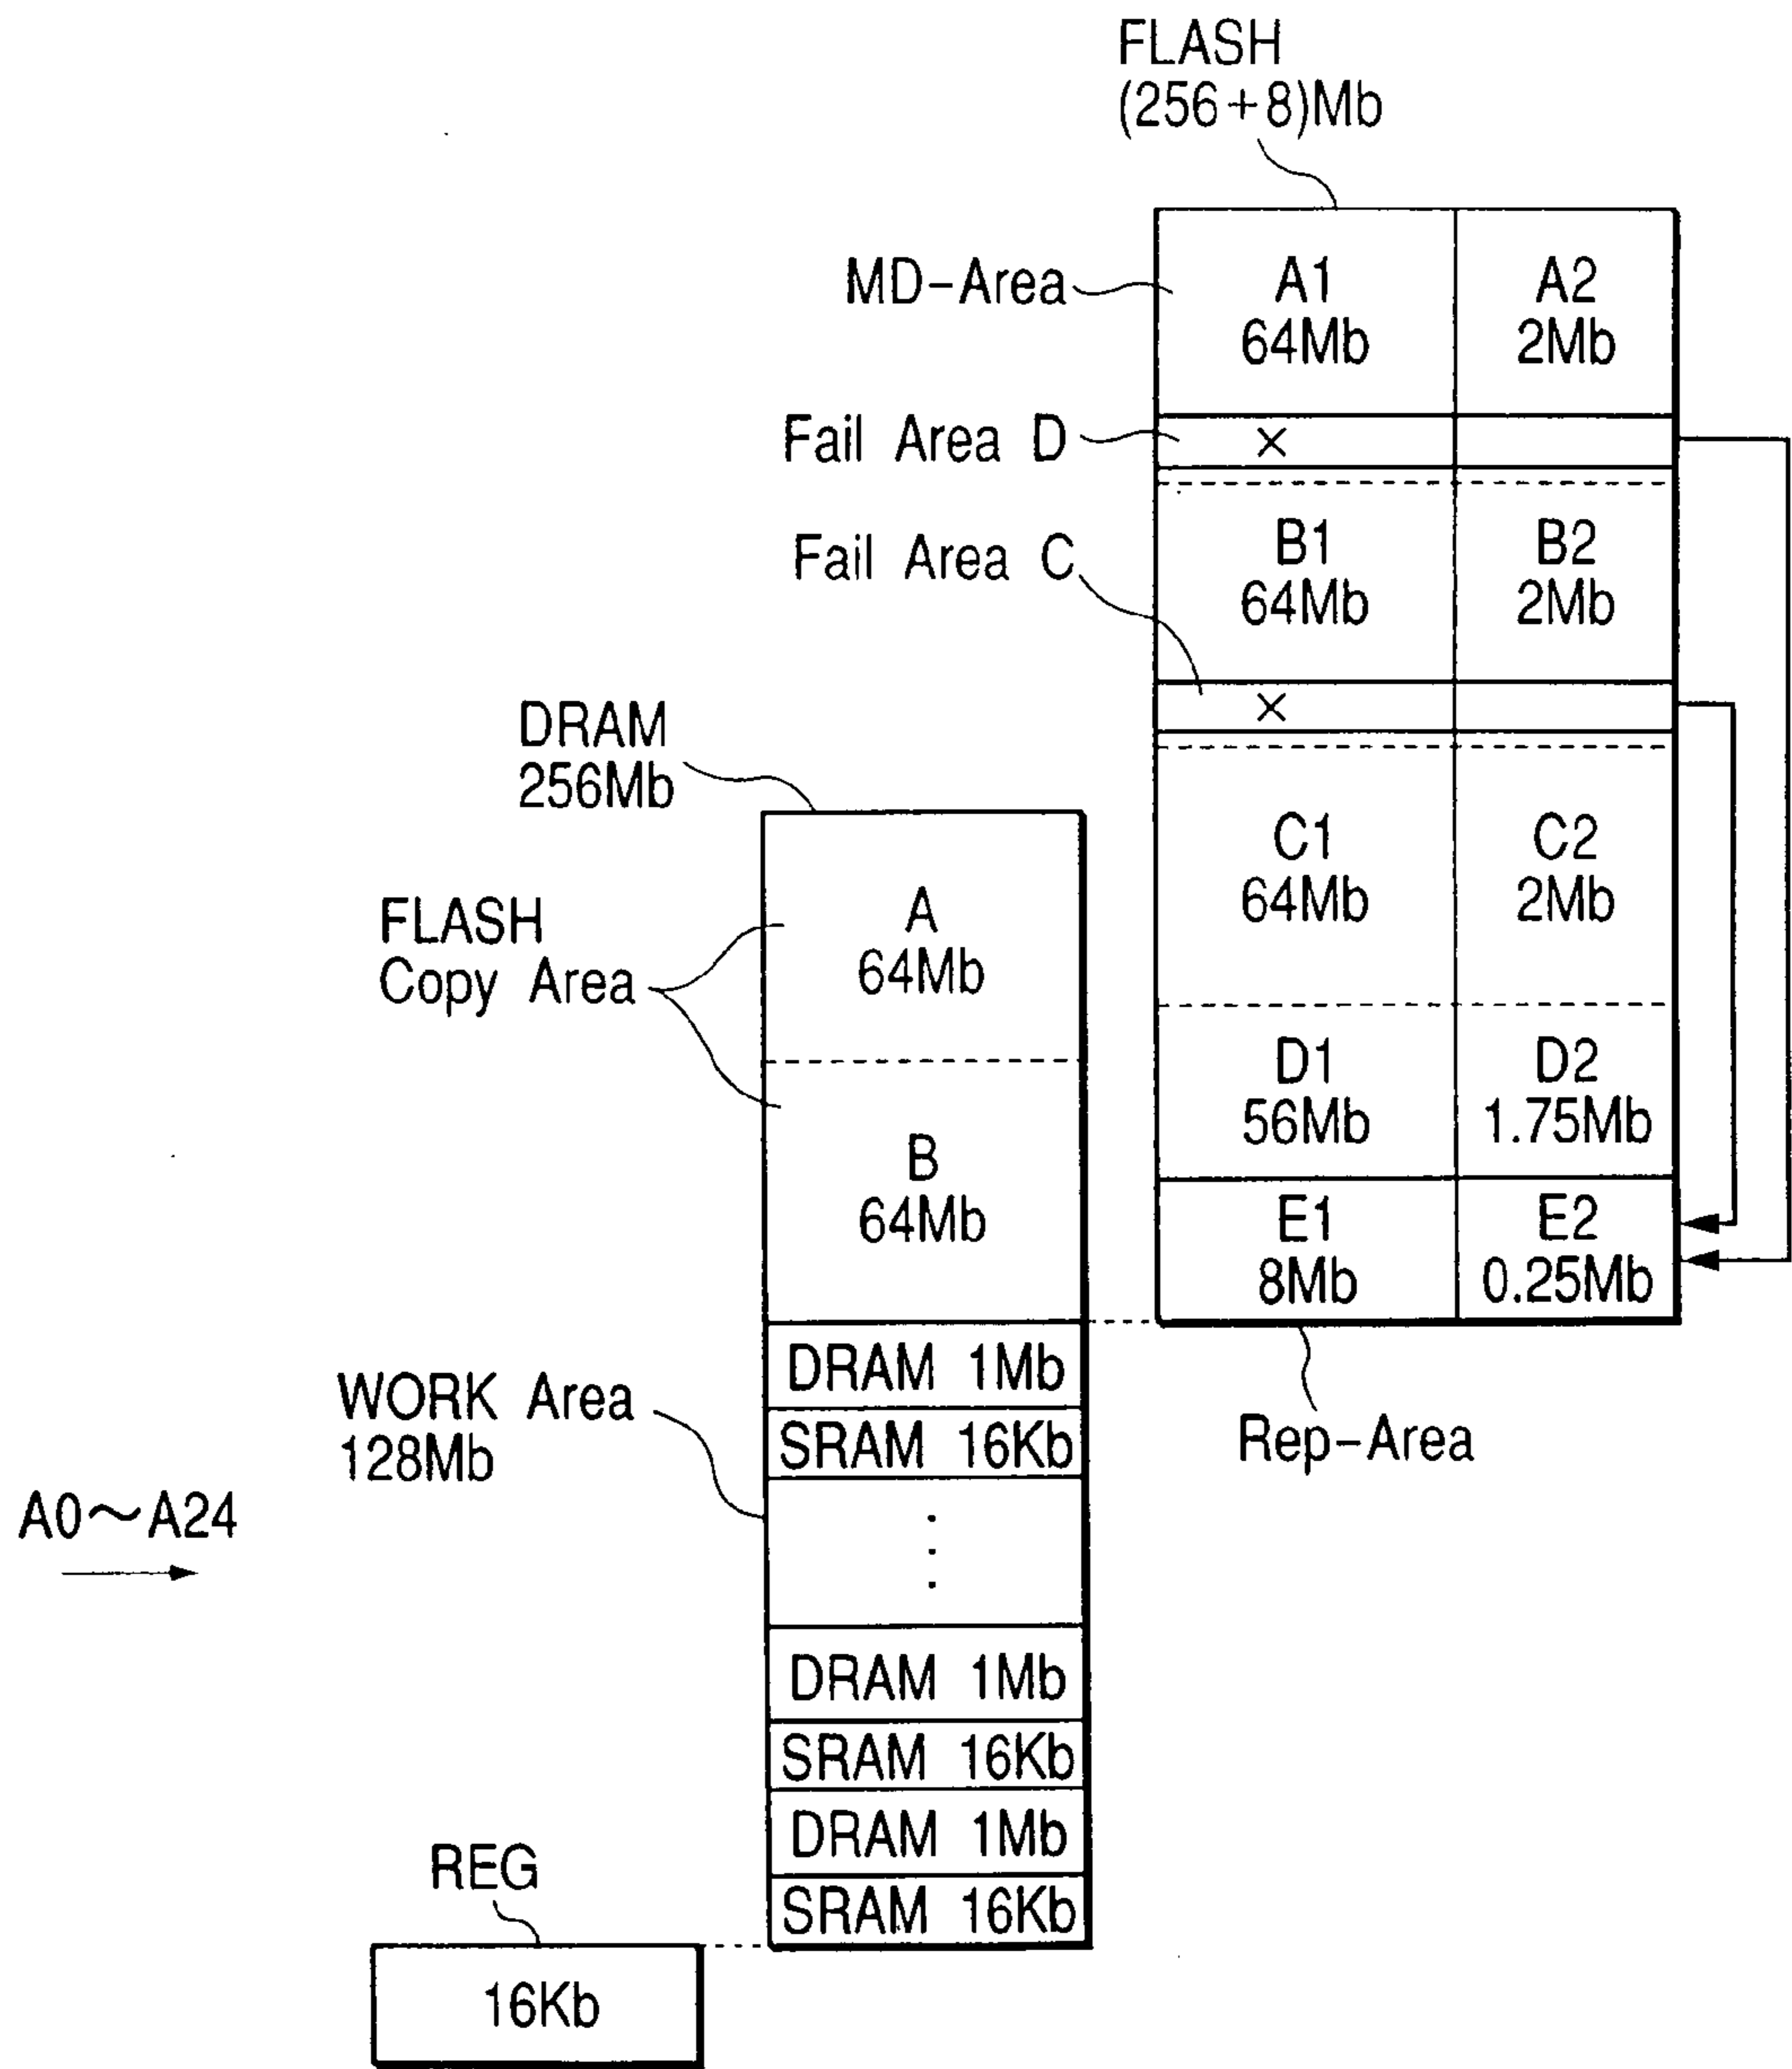 FLASH
(256+8)Mb
MD-Area
A1
64Mb
A2
2Mb
Fail Area D
×
B1
64Mb
B2
2Mb
Fail Area C
×
DRAM
256Mb
C1
64Mb
C2
2Mb
A
64Mb
FLASH
Copy Area
D1
56Mb
D2
1.75Mb
B
64Mb
E1
8Mb
E2
0.25Mb
DRAM 1Mb
WORK Area
128Mb
SRAM 16Kb
Rep-Area
A0~A24
DRAM 1Mb
SRAM 16Kb
DRAM 1Mb
SRAM 16Kb
REG
16Kb